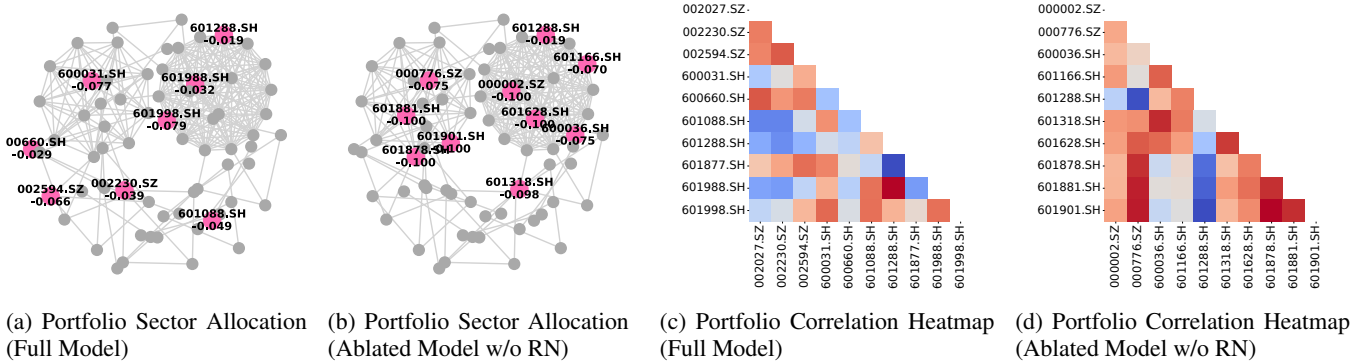 601288.SH
-0.019
600031.SH
-0.077
601988.SH
-0.032
601998.SH
-0.079
00660.SH
-0.029
002594.SZ
-0.066
002230.SZ
-0.039
601088.SH
-0.049
(a) Portfolio Sector Allocation
(Full Model)
601288.SH
-0.019
601166.SH
-0.070
000776.SZ
-0.075
000002.SZ
-0.100
601881.SH
-0.100
601628.SH
-0.100
600036.SH
-0.075
601901.SH
-0.100
601878.SH
-0.100
601318.SH
-0.098
(b) Portfolio Sector Allocation
(Ablated Model w/o RN)
002027.SZ
002230.SZ
002594.SZ
600031.SH
600660.SH
601088.SH
601288.SH
601877.SH
601988.SH
601998.SH
002027.SZ
002230.SZ
002594.SZ
600031.SH
600660.SH
601088.SH
601288.SH
601877.SH
601988.SH
601998.SH
(c) Portfolio Correlation Heatmap
(Full Model)
000002.SZ
000776.SZ
600036.SH
601166.SH
601288.SH
601318.SH
601628.SH
601878.SH
601881.SH
601901.SH
000002.SZ
000776.SZ
600036.SH
601166.SH
601288.SH
601318.SH
601628.SH
601878.SH
601881.SH
601901.SH
(d) Portfolio Correlation Heatmap
(Ablated Model w/o RN)